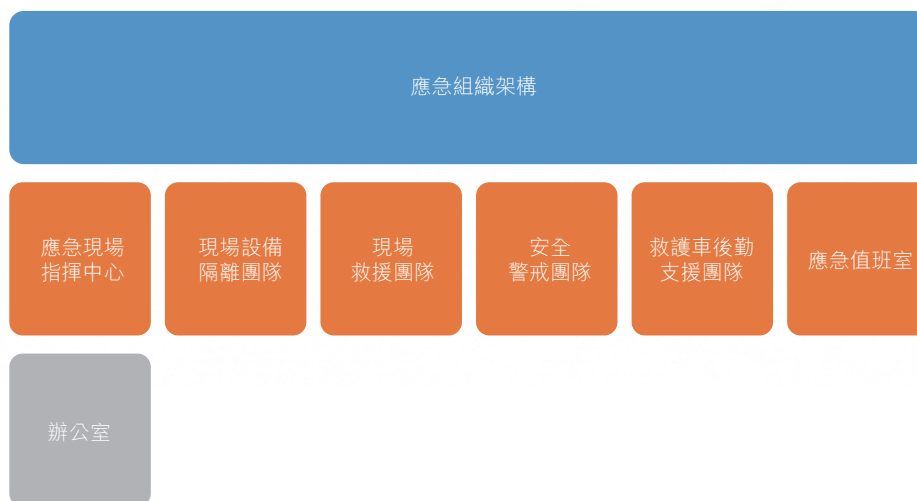 應急組織架構
應急現場
指揮中心
現場設備
隔離團隊
現場
救援團隊
安全
警戒團隊
救護車後勤
支援團隊
應急值班室
辦公室